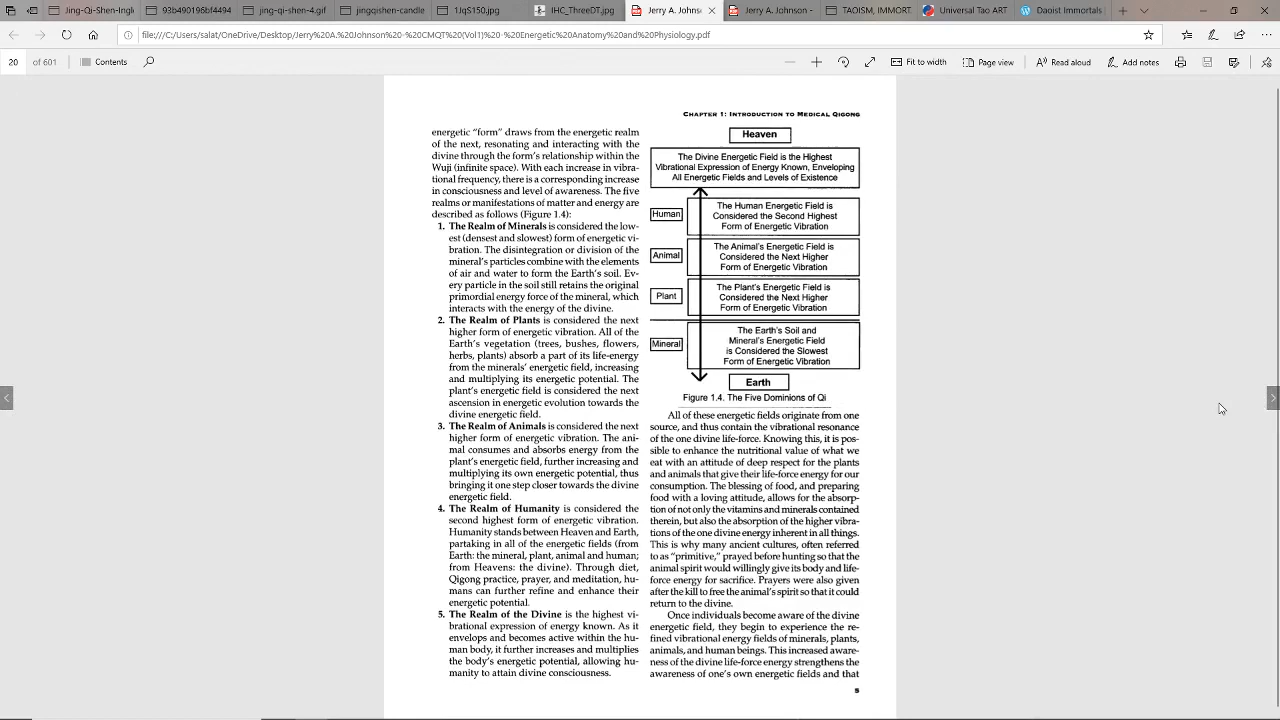 jing-shen-qi
93b49049196b94494
jing-qi-shen-4.gif
jingqishen-candle
1JqS150.jpg
IHC_ThreeDT.jpg
Jerry A. Johnson
Jerry A. Johnson -
TAOISM, IMMORT
Universal Tao Wo
Daoist Immortals
file:///C:/Users/salat/OneDrive/Desktop/Jerry%20A.%20Johnson%20-%20CMQT%20(Vol1)%20-%20Energetic%20Anatomy%20and%20Physiology.pdf
20 of 601
Contents
Fit to width
Page view
Read aloud
Add notes
CHAPTER 1: INTRODUCTION TO MEDICAL QIGONG
energetic “form” draws from the energetic realm
of the next, resonating and interacting with the
divine through the form's relationship within the
Wuji (infinite space). With each increase in vibra-
tional frequency, there is a corresponding increase
in consciousness and level of awareness. The five
realms or manifestations of matter and energy are
described as follows (Figure 1.4):
1. The Realm of Minerals is considered the low-
est (densest and slowest) form of energetic vi-
bration. The disintegration or division of the
mineral's particles combine with the elements
of air and water to form the Earth's soil. Ev-
ery particle in the soil still retains the original
primordial energy force of the mineral, which
interacts with the energy of the divine.
2. The Realm of Plants is considered the next
higher form of energetic vibration. All of the
Earth's vegetation (trees, bushes, flowers,
herbs, plants) absorb a part of its life-energy
from the minerals' energetic field, increasing
and multiplying its energetic potential. The
plant's energetic field is considered the next
ascension in energetic evolution towards the
divine energetic field.
3. The Realm of Animals is considered the next
higher form of energetic vibration. The ani-
mal consumes and absorbs energy from the
plant's energetic field, further increasing and
multiplying its own energetic potential, thus
bringing it one step closer towards the divine
energetic field.
4. The Realm of Humanity is considered the
second highest form of energetic vibration.
Humanity stands between Heaven and Earth,
partaking in all of the energetic fields (from
Earth: the mineral, plant, animal and human;
from Heavens: the divine). Through diet,
Qigong practice, prayer, and meditation, hu-
mans can further refine and enhance their
energetic potential.
5. The Realm of the Divine is the highest vi-
brational expression of energy known. As it
envelops and becomes active within the hu-
man body, it further increases and multiplies
the body's energetic potential, allowing hu-
manity to attain divine consciousness.
Heaven
The Divine Energetic Field is the Highest
Vibrational Expression of Energy Known, Enveloping
All Energetic Fields and Levels of Existence
Human
The Human Energetic Field is
Considered the Second Highest
Form of Energetic Vibration
Animal
The Animal's Energetic Field is
Considered the Next Higher
Form of Energetic Vibration
Plant
The Plant's Energetic Field is
Considered the Next Higher
Form of Energetic Vibration
Mineral
The Earth's Soil and
Mineral's Energetic Field
is Considered the Slowest
Form of Energetic Vibration
Earth
Figure 1.4. The Five Dominions of Qi
All of these energetic fields originate from one
source, and thus contain the vibrational resonance
of the one divine life-force. Knowing this, it is pos-
sible to enhance the nutritional value of what we
eat with an attitude of deep respect for the plants
and animals that give their life-force energy for our
consumption. The blessing of food, and preparing
food with a loving attitude, allows for the absorp-
tion of not only the vitamins and minerals contained
therein, but also the absorption of the higher vibra-
tions of the one divine energy inherent in all things.
This is why many ancient cultures, often referred
to as “primitive,” prayed before hunting so that the
animal spirit would willingly give its body and life-
force energy for sacrifice. Prayers were also given
after the kill to free the animal's spirit so that it could
return to the divine.
Once individuals become aware of the divine
energetic field, they begin to experience the re-
fined vibrational energy fields of minerals, plants,
animals, and human beings. This increased aware-
ness of the divine life-force energy strengthens the
awareness of one's own energetic fields and that
5